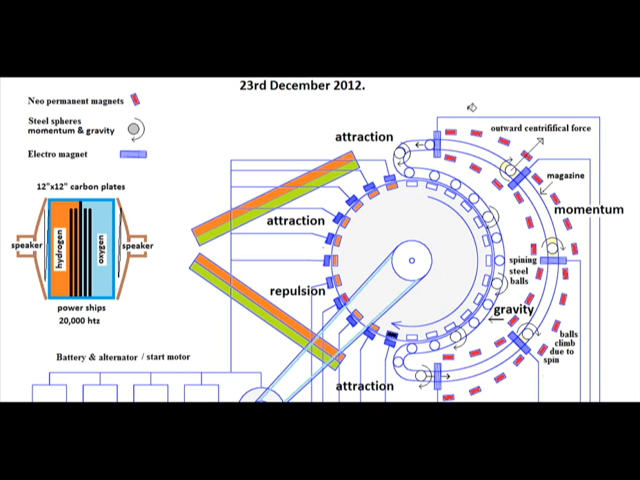 23rd December 2012.
Neo permanent magnets
Steel spheres
momentum & gravity
Electro magnet
attraction
outward centrififical force
magazine
12"x12" carbon plates
momentum
attraction
speaker
hydrogen
oxygen
speaker
spining
steel
balls
repulsion
power ships
20,000 htz
gravity
balls
climb
due to
spin
Battery & alternator / start motor
attraction